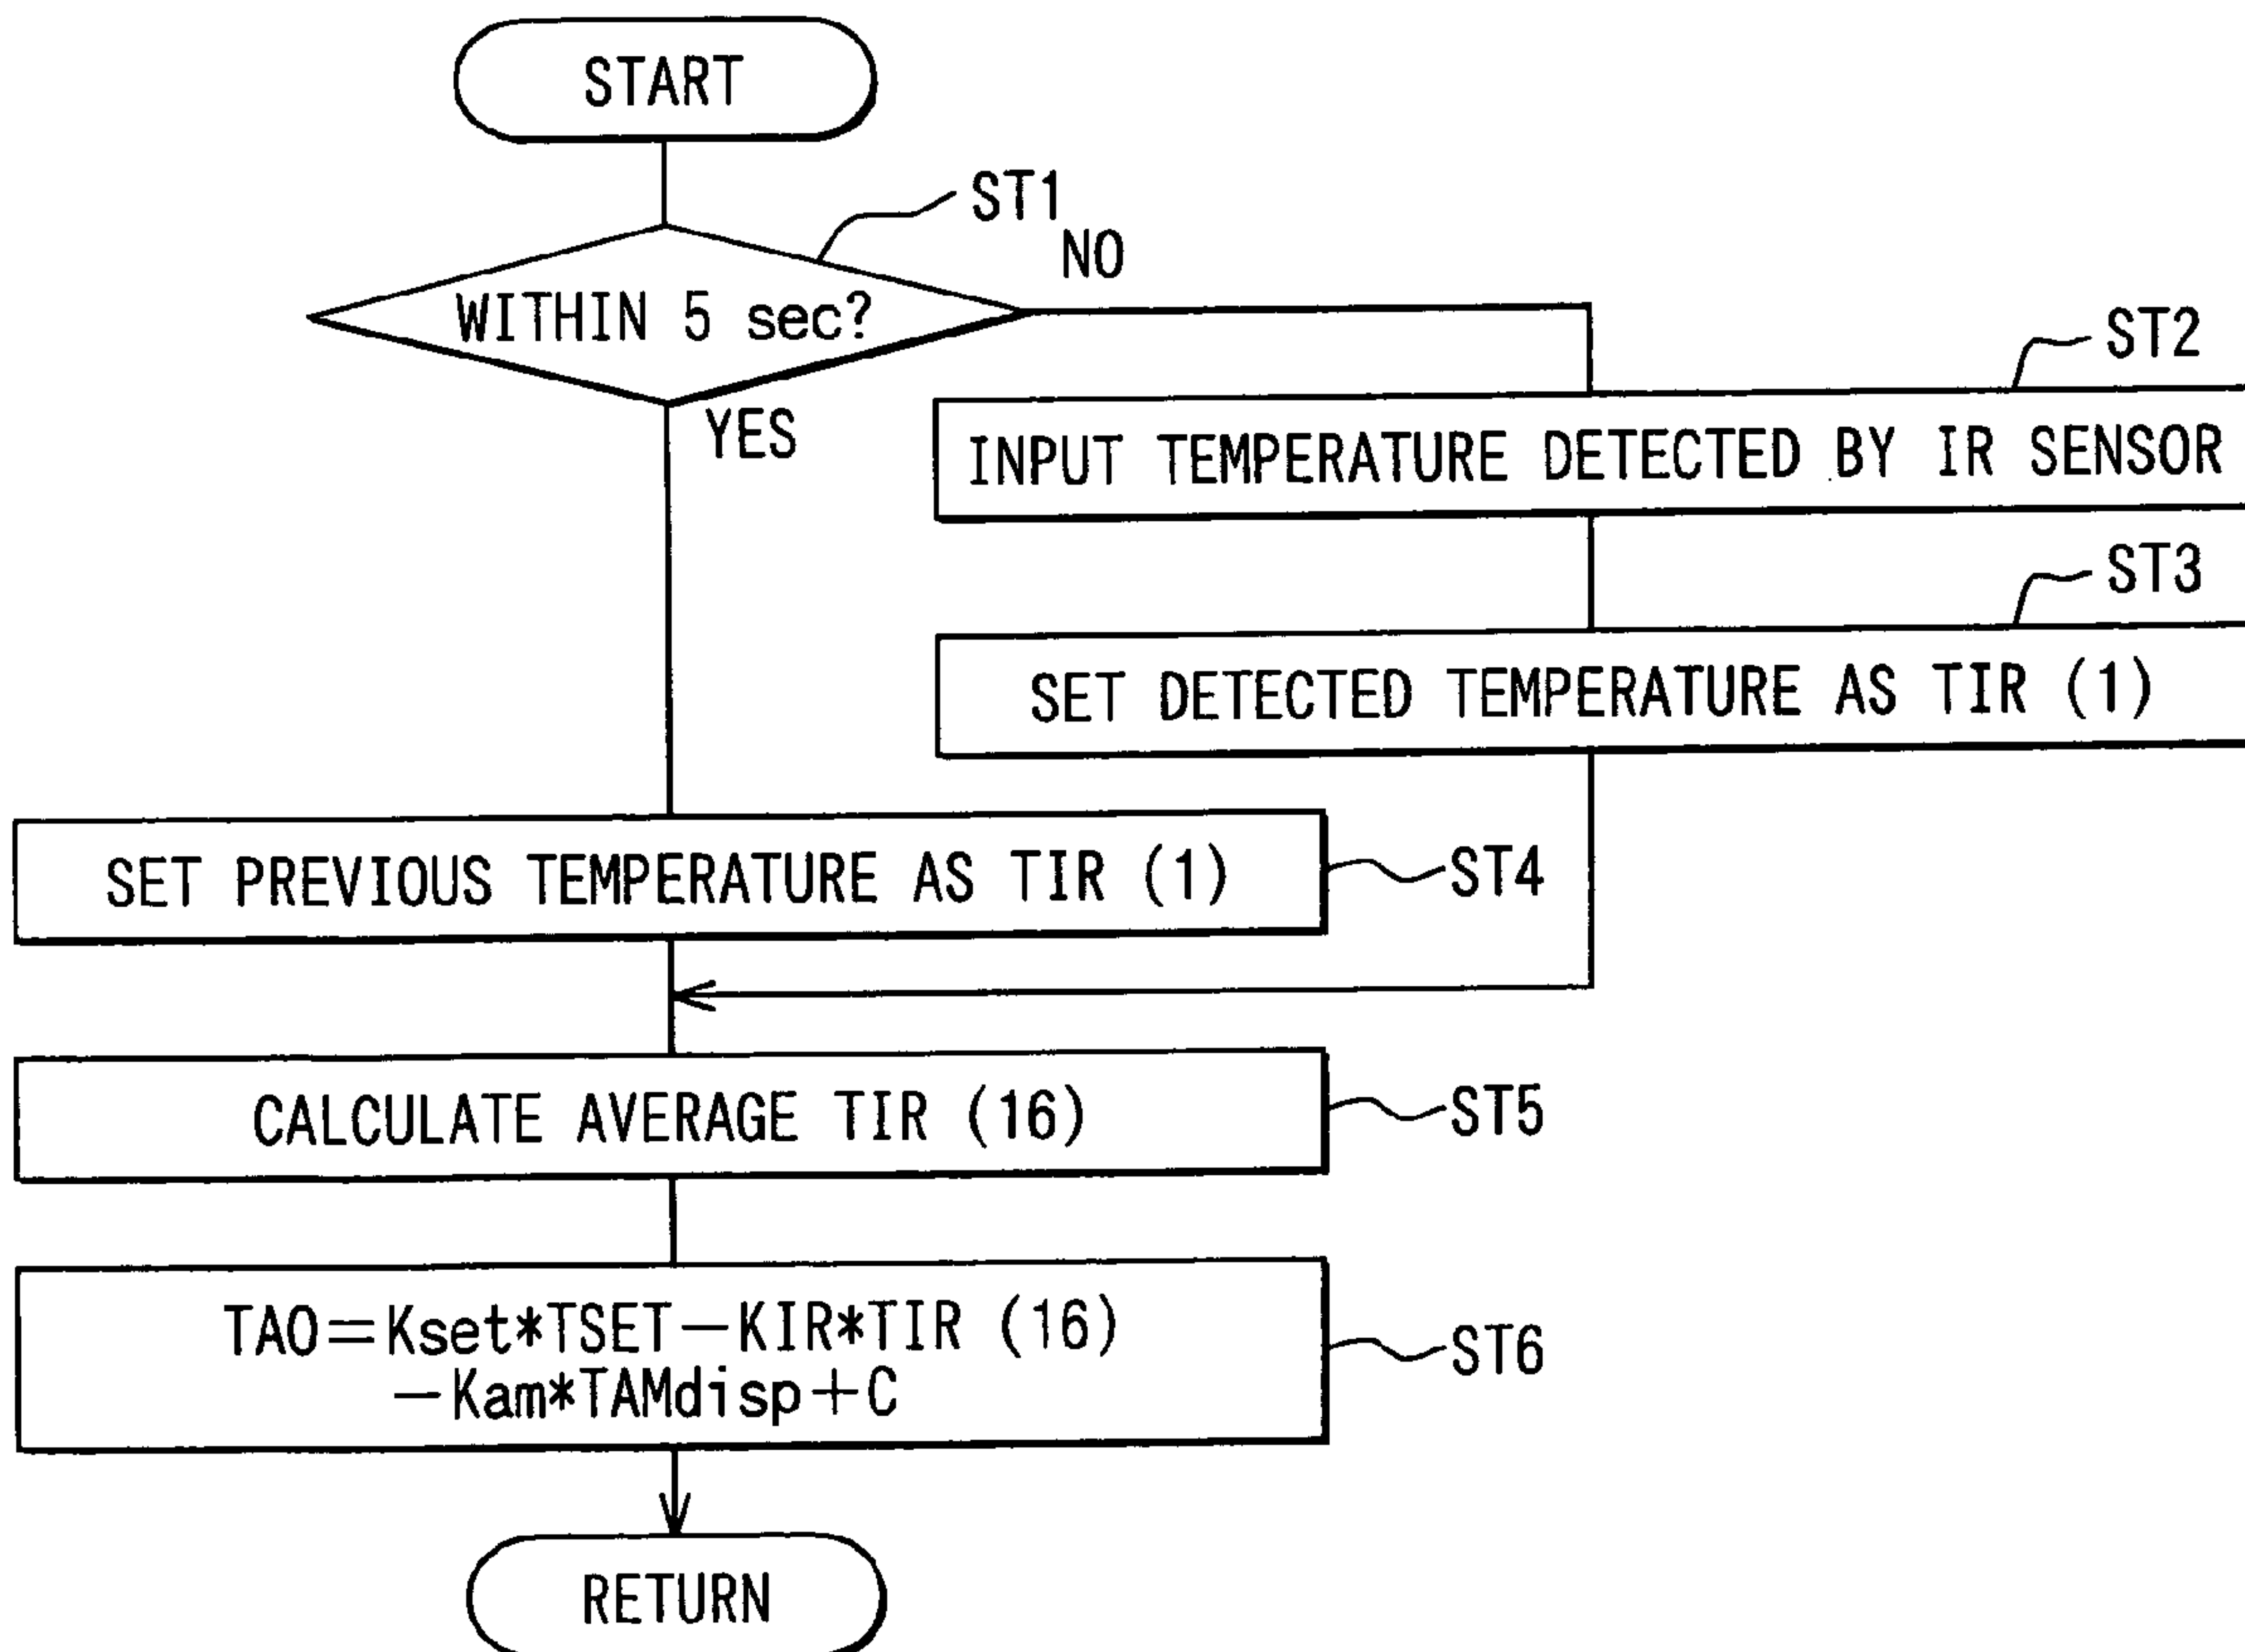 START
ST1
NO
WITHIN 5 sec?
YES
ST2
INPUT TEMPERATURE DETECTED BY IR SENSOR
ST3
SET DETECTED TEMPERATURE AS TIR (1)
SET PREVIOUS TEMPERATURE AS TIR (1)
ST4
CALCULATE AVERAGE TIR (16)
ST5
TAO=Kset*TSET−KIR*TIR (16)
−Kam*TAMdisp+C
ST6
RETURN